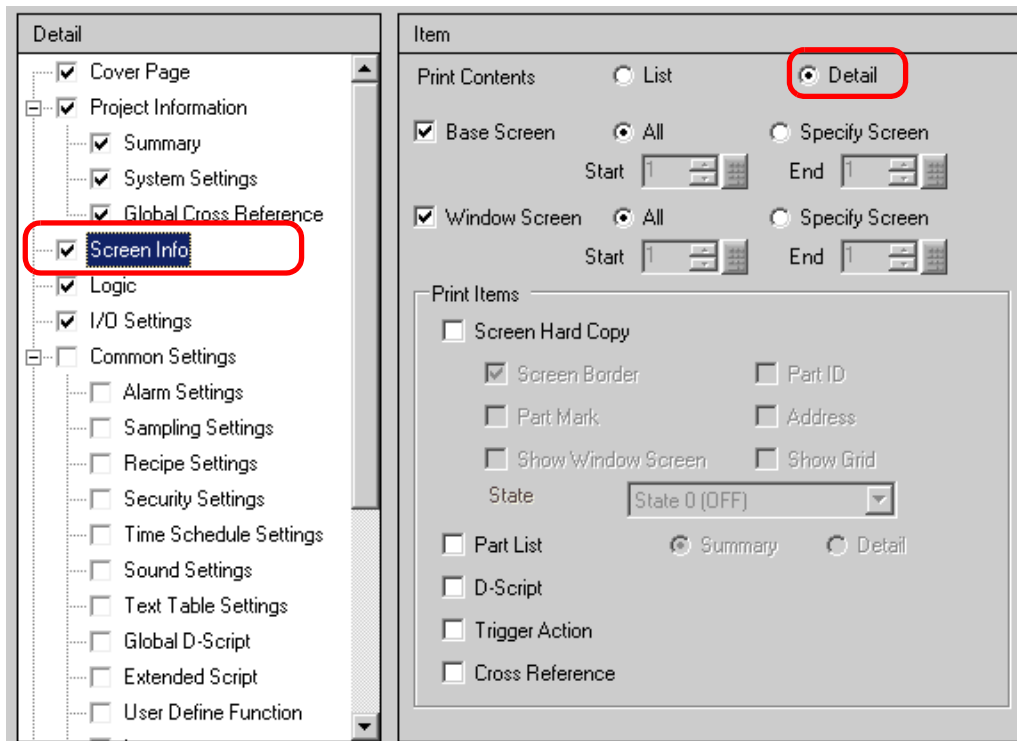 Detail
Cover Page
Project Information
Summary
System Settings
Global Cross Reference
Screen Info
Logic
I/O Settings
Common Settings
Alarm Settings
Sampling Settings
Recipe Settings
Security Settings
Time Schedule Settings
Sound Settings
Text Table Settings
Global D-Script
Extended Script
User Define Function
Item
Print Contents List Detail
Base Screen All Specify Screen
Start 1 End 1
Window Screen All Specify Screen
Start 1 End 1
Print Items
Screen Hard Copy
Screen Border Part ID
Part Mark Address
Show Window Screen Show Grid
State State 0 (OFF)
Part List Summary Detail
D-Script
Trigger Action
Cross Reference